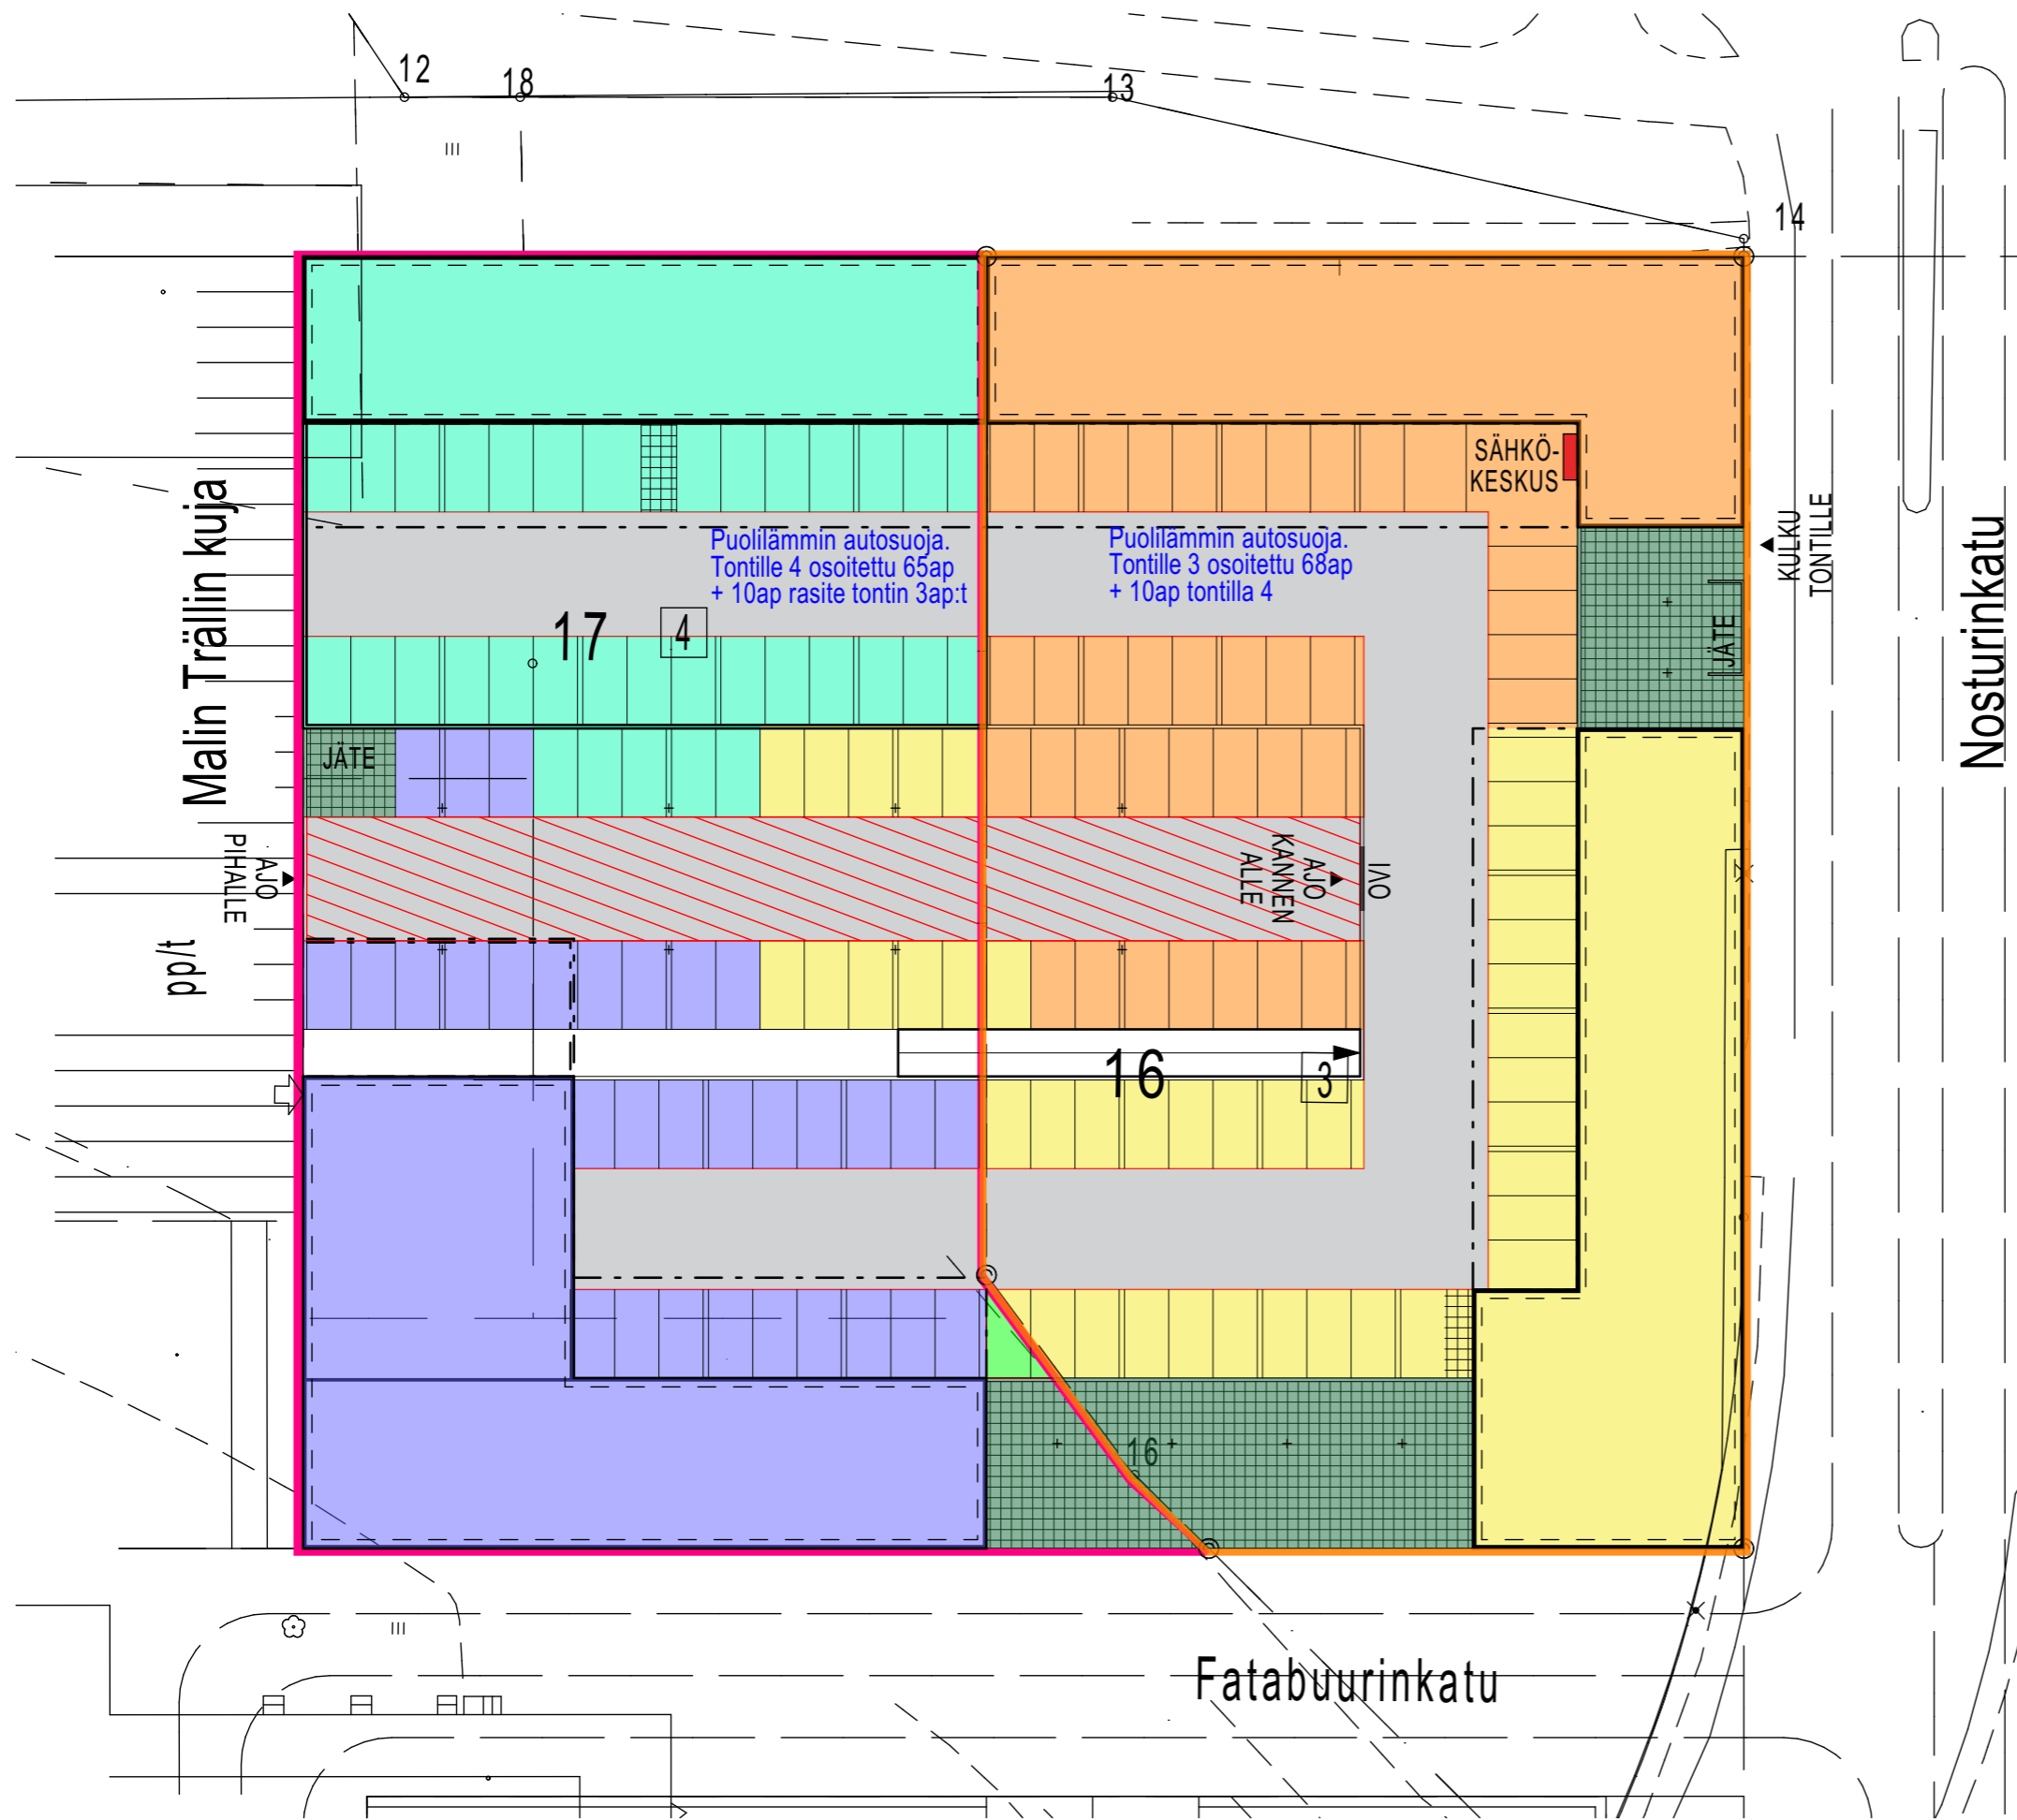 12
18
13
14
SÄHKÖ-
KESKUS
Puolilämmin autosuoja.
Tontille 4 osoitettu 65ap
+ 10ap rasite tontin 3ap:t
Puolilämmin autosuoja.
Tontille 3 osoitettu 68ap
+ 10ap tontilla 4
KULKU
TONTILLE
17
4
JÄTE
Malin Trällin kuja
Nosturinkatu
JÄTE
AJO
PIHALLE
AJO
KANNEN
ALLE
IVO
pp/t
16
3
16
Fatabuurinkatu